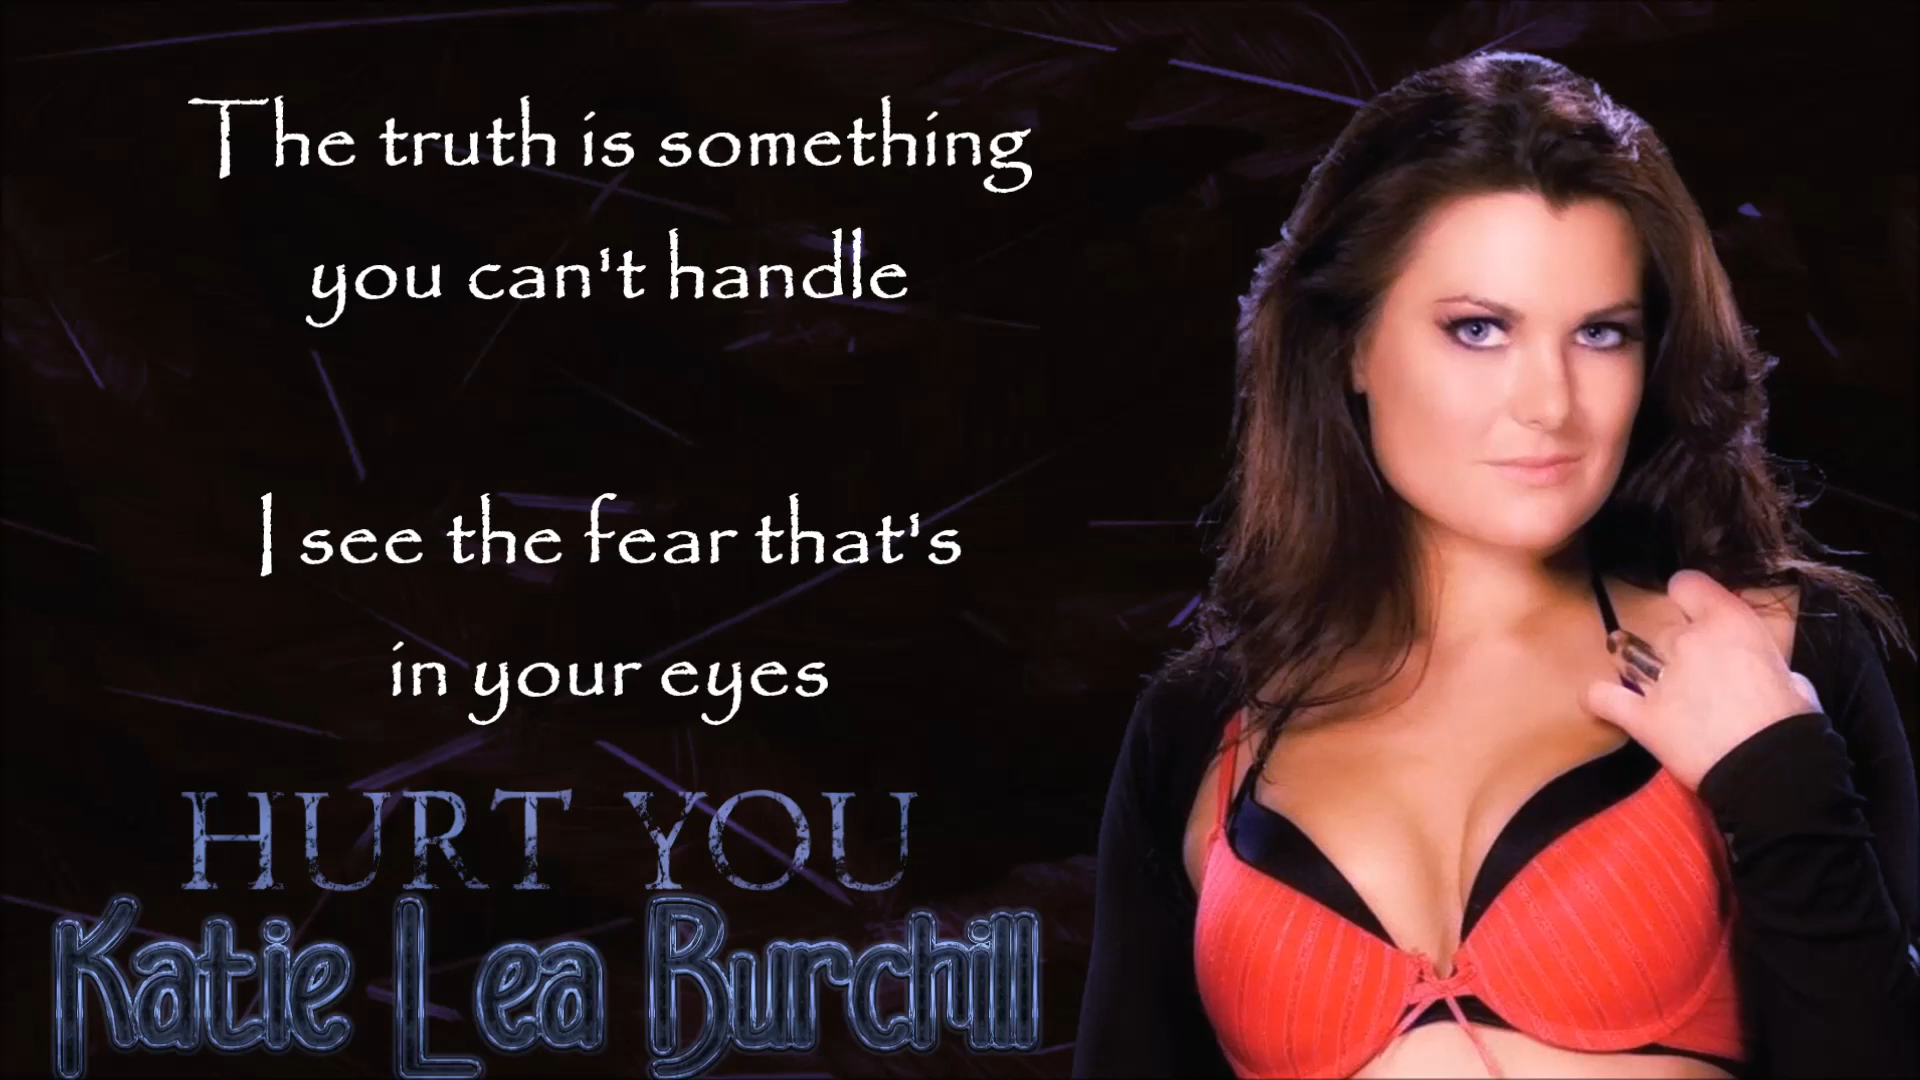 The truth is something
you can't handle
I see the fear that's
in your eyes
HURT YOU
Katie Lea Burchill